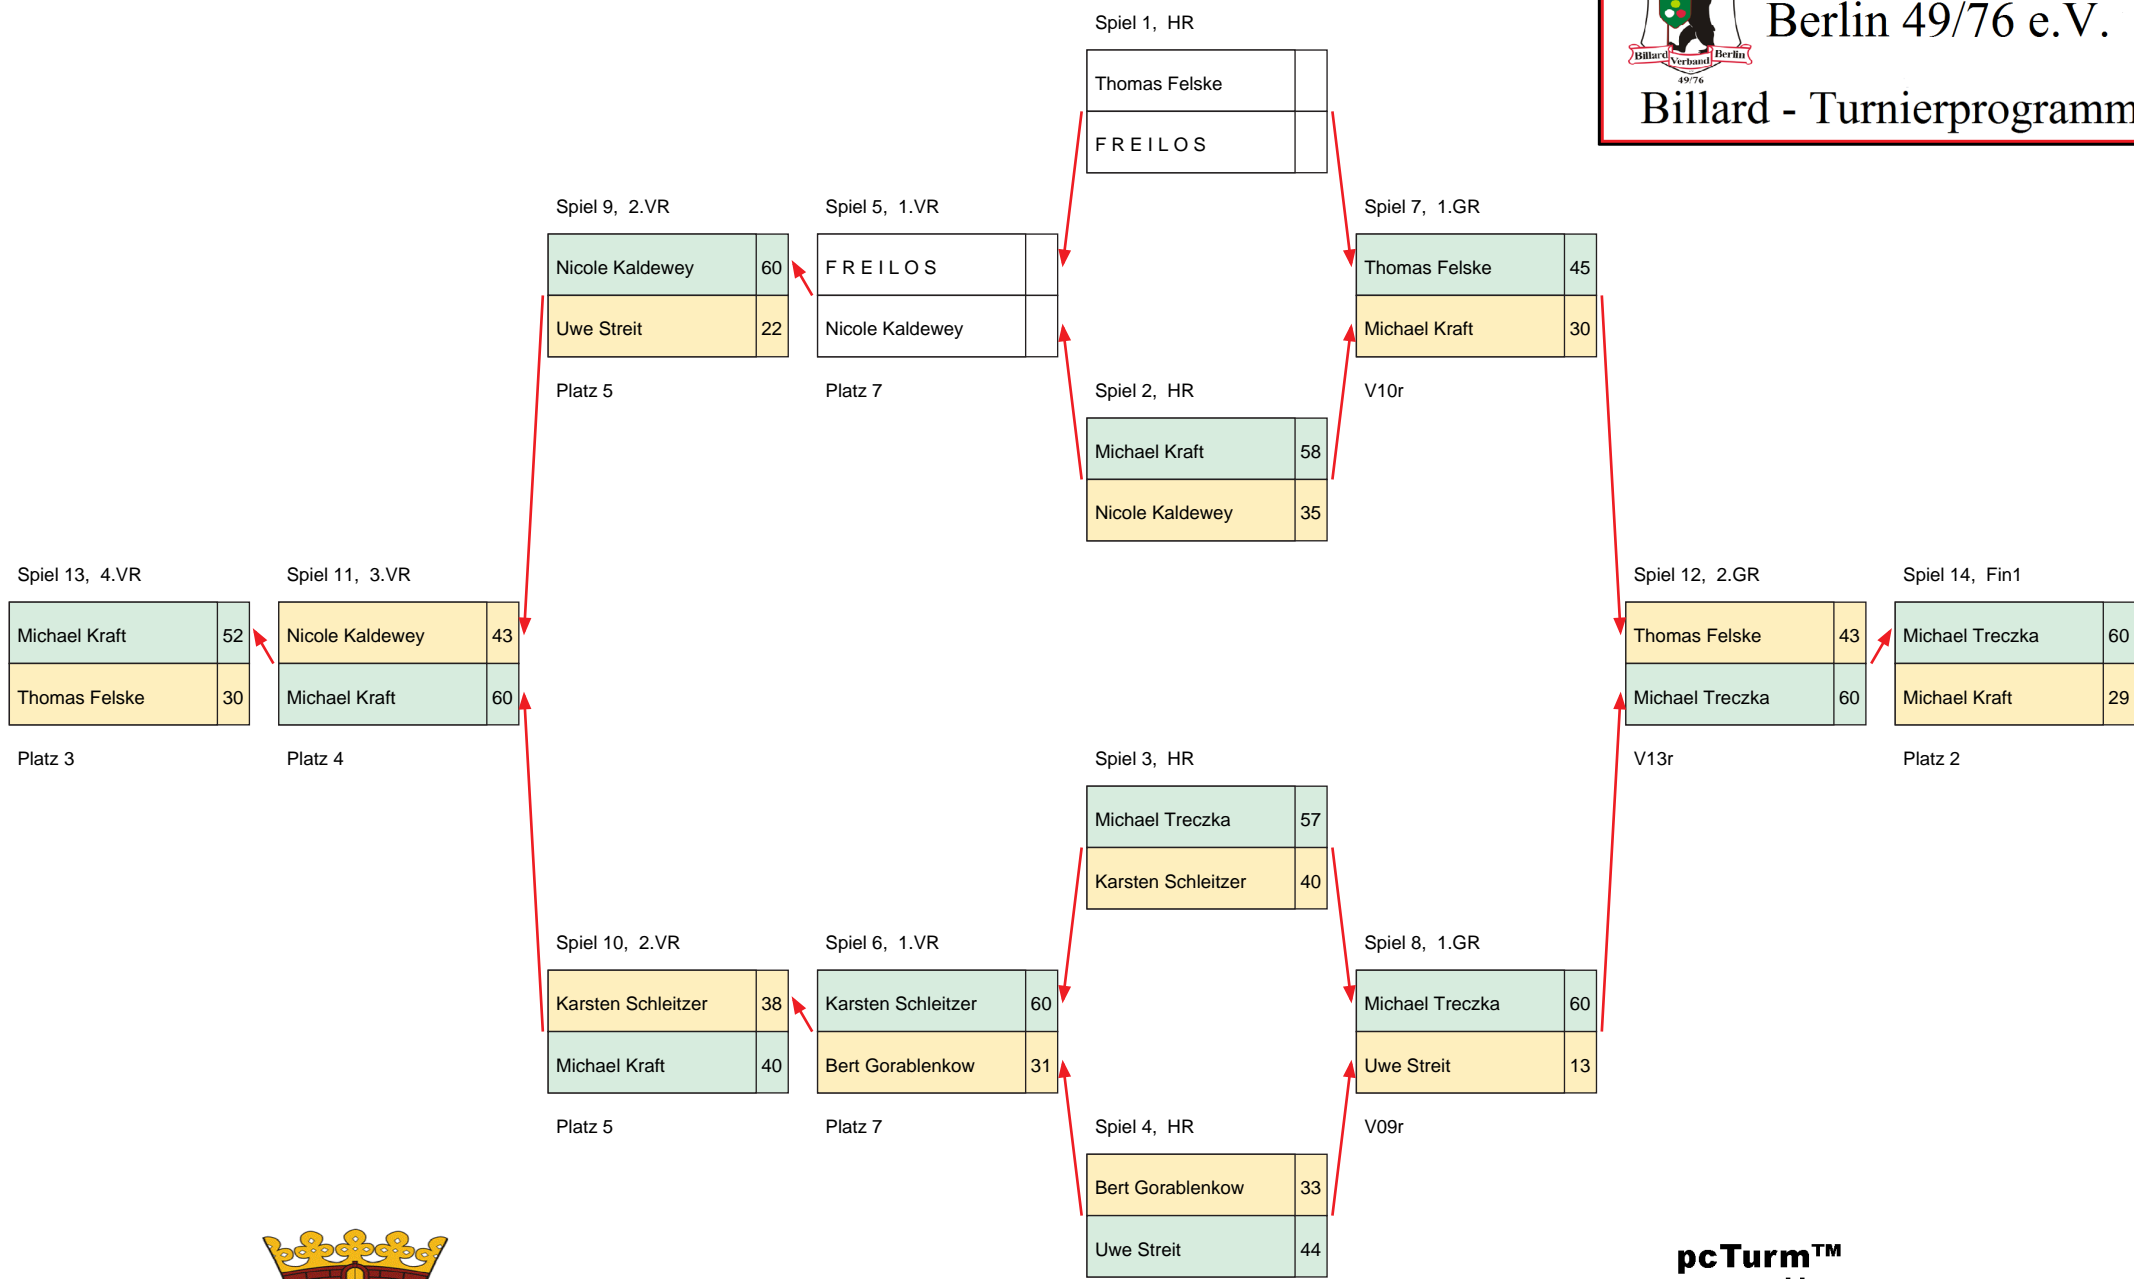 Berlin 49/76 e.V.
Billard Verband Berlin
49/76
Billard - Turnierprogramm
Spiel 1, HR
Thomas Felske
F R E I L O S
Spiel 9, 2.VR
Nicole Kaldewey 60
Uwe Streit 22
Platz 5
Spiel 5, 1.VR
F R E I L O S
Nicole Kaldewey
Platz 7
Spiel 7, 1.GR
Thomas Felske 45
Michael Kraft 30
V10r
Spiel 2, HR
Michael Kraft 58
Nicole Kaldewey 35
Spiel 13, 4.VR
Michael Kraft 52
Thomas Felske 30
Platz 3
Spiel 11, 3.VR
Nicole Kaldewey 43
Michael Kraft 60
Platz 4
Spiel 12, 2.GR
Thomas Felske 43
Michael Treczka 60
V13r
Spiel 14, Fin1
Michael Treczka 60
Michael Kraft 29
Platz 2
Spiel 3, HR
Michael Treczka 57
Karsten Schleitzer 40
Spiel 10, 2.VR
Karsten Schleitzer 38
Michael Kraft 40
Platz 5
Spiel 6, 1.VR
Karsten Schleitzer 60
Bert Gorablenkow 31
Platz 7
Spiel 8, 1.GR
Michael Treczka 60
Uwe Streit 13
V09r
Spiel 4, HR
Bert Gorablenkow 33
Uwe Streit 44
pcTurm™